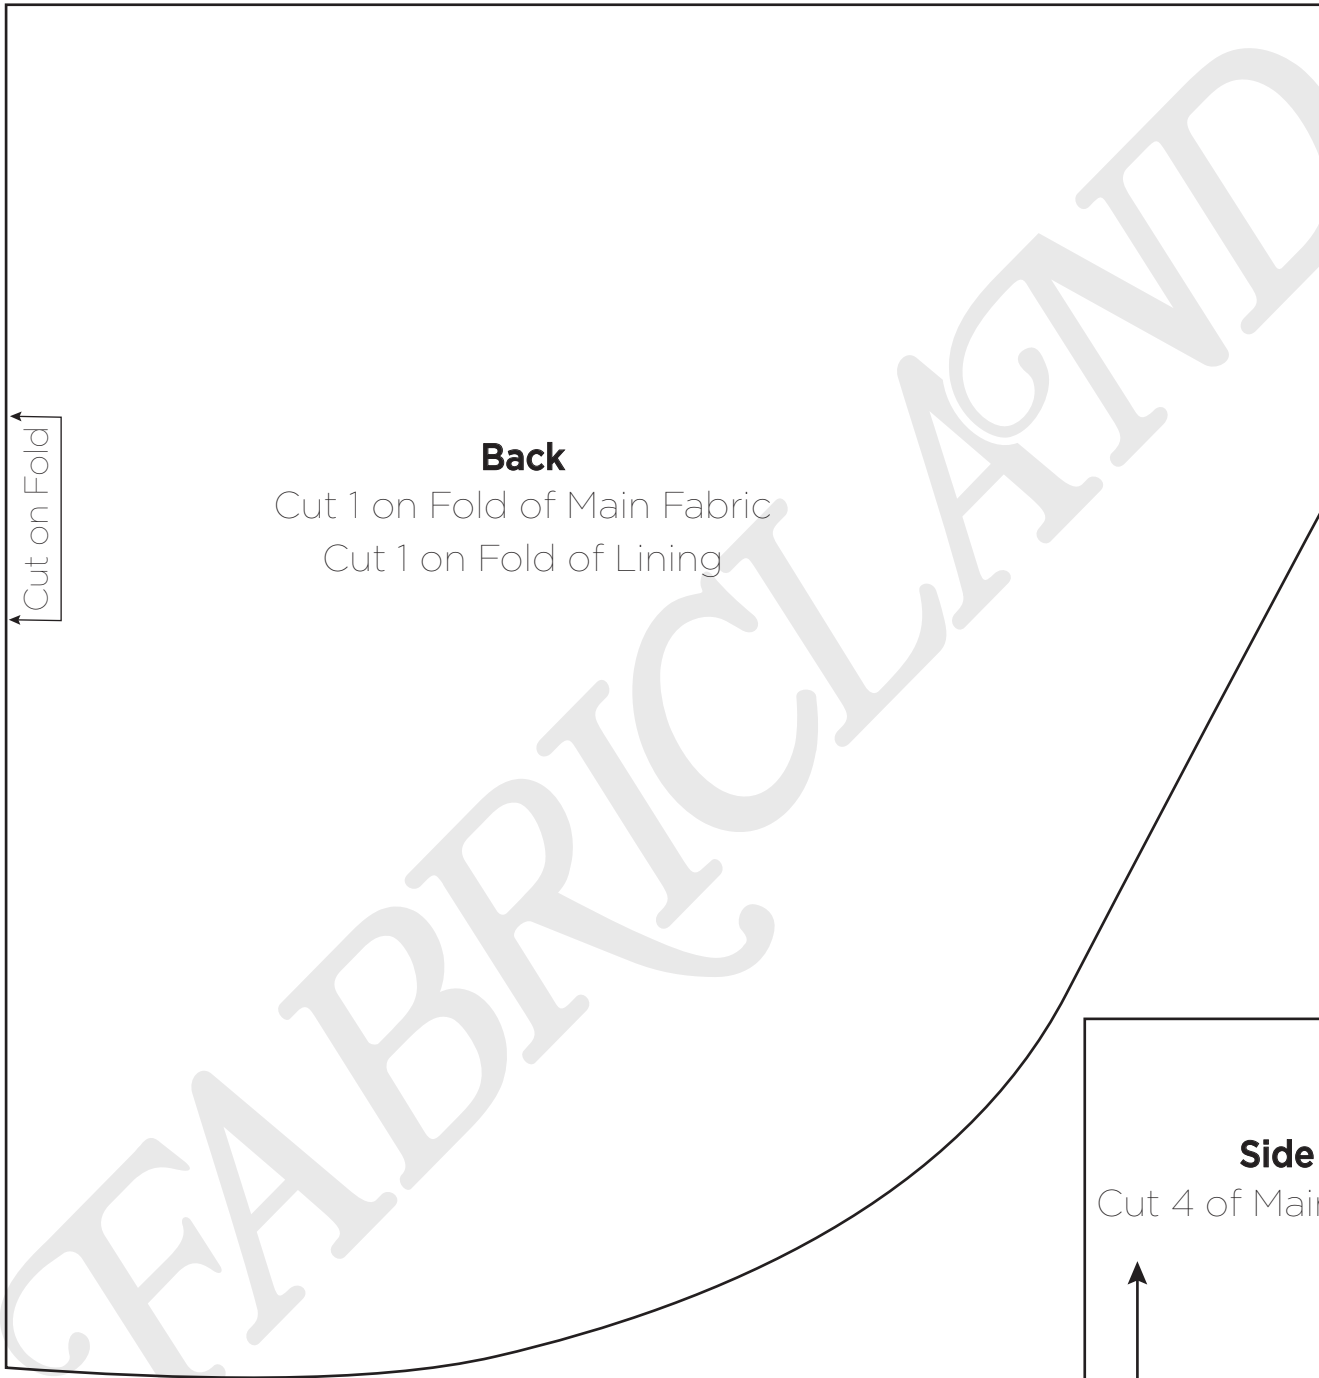 Back
Cut 1 on Fold of Main Fabric
Cut 1 on Fold of Lining
Cut on Fold
FABRICLAND
Side
Cut 4 of